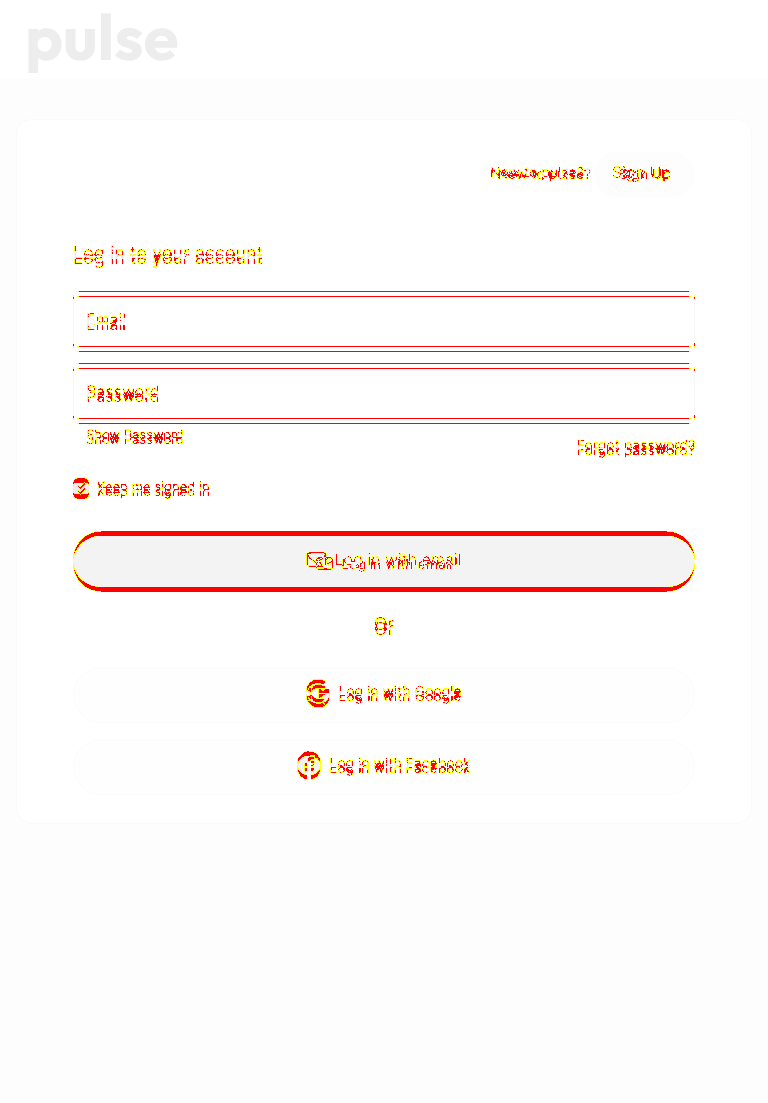 pulse
New to pulse? Sign Up
Log in to your account
Email
Password
Show Password
Forgot password?
Keep me signed in
Log in with email
Or
Log in with Google
Log in with Facebook